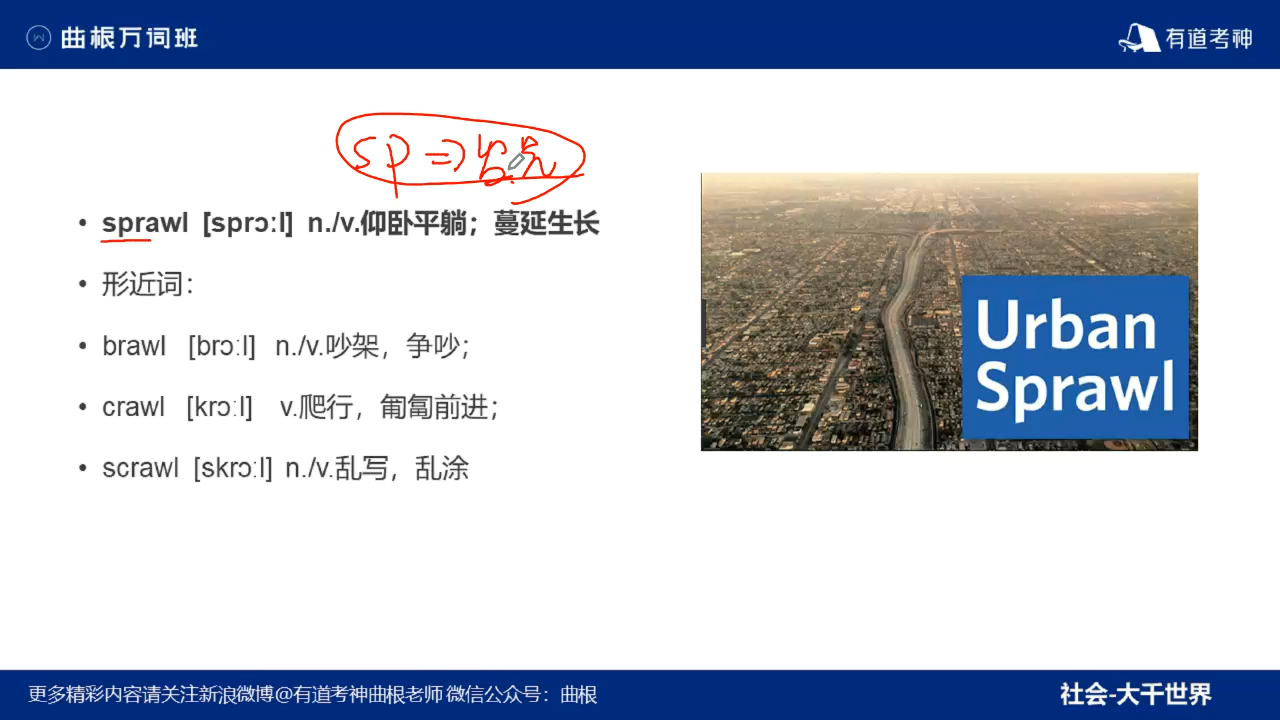 曲根万词班
有道考神
sp ⇒
• sprawl [sprɔːl] n./v.仰卧平躺；蔓延生长
• 形近词：
• brawl [brɔːl] n./v.吵架，争吵；
• crawl [krɔːl] v.爬行，匍匐前进；
• scrawl [skrɔːl] n./v.乱写，乱涂
Urban
Sprawl
更多精彩内容请关注新浪微博@有道考神曲根老师 微信公众号：曲根
社会-大千世界